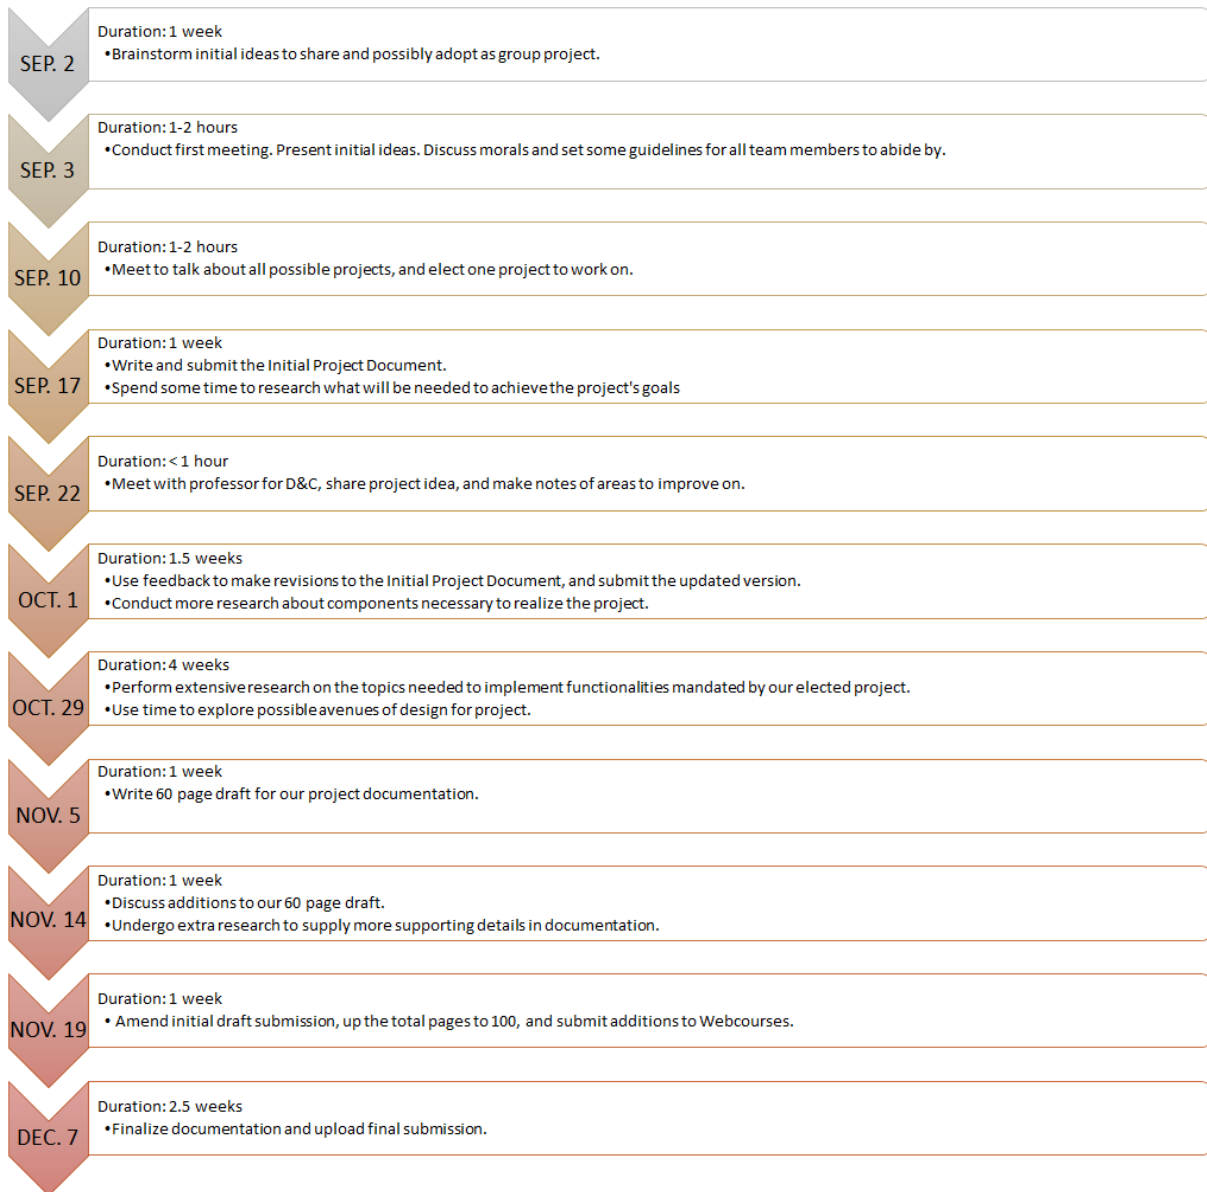 SEP. 2
Duration: 1 week
•Brainstorm initial ideas to share and possibly adopt as group project.
SEP. 3
Duration: 1-2 hours
•Conduct first meeting. Present initial ideas. Discuss morals and set some guidelines for all team members to abide by.
SEP. 10
Duration: 1-2 hours
•Meet to talk about all possible projects, and elect one project to work on.
SEP. 17
Duration: 1 week
•Write and submit the Initial Project Document.
•Spend some time to research what will be needed to achieve the project's goals
SEP. 22
Duration: < 1 hour
•Meet with professor for D&C, share project idea, and make notes of areas to improve on.
OCT. 1
Duration: 1.5 weeks
•Use feedback to make revisions to the Initial Project Document, and submit the updated version.
•Conduct more research about components necessary to realize the project.
OCT. 29
Duration: 4 weeks
•Perform extensive research on the topics needed to implement functionalities mandated by our elected project.
•Use time to explore possible avenues of design for project.
NOV. 5
Duration: 1 week
•Write 60 page draft for our project documentation.
NOV. 14
Duration: 1 week
•Discuss additions to our 60 page draft.
•Undergo extra research to supply more supporting details in documentation.
NOV. 19
Duration: 1 week
• Amend initial draft submission, up the total pages to 100, and submit additions to Webcourses.
DEC. 7
Duration: 2.5 weeks
•Finalize documentation and upload final submission.